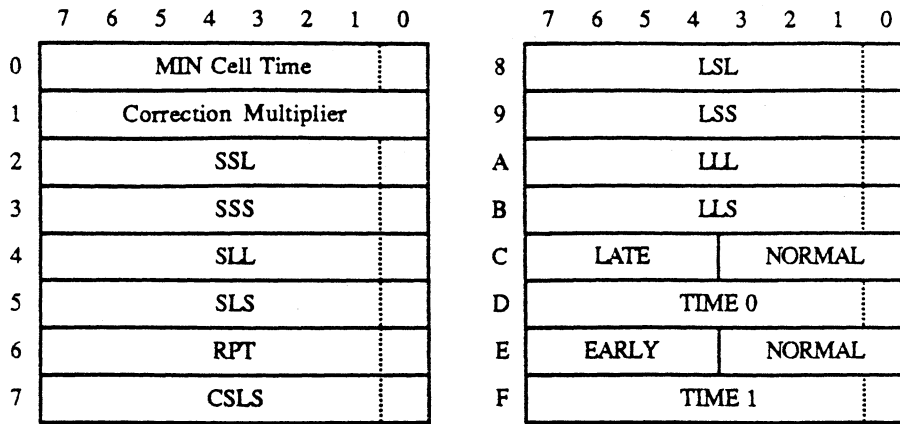 7 6 5 4 3 2 1 0
0 MIN Cell Time
1 Correction Multiplier
2 SSL
3 SSS
4 SLL
5 SLS
6 RPT
7 CSLS
7 6 5 4 3 2 1 0
8 LSL
9 LSS
A LLL
B LLS
C LATE NORMAL
D TIME 0
E EARLY NORMAL
F TIME 1